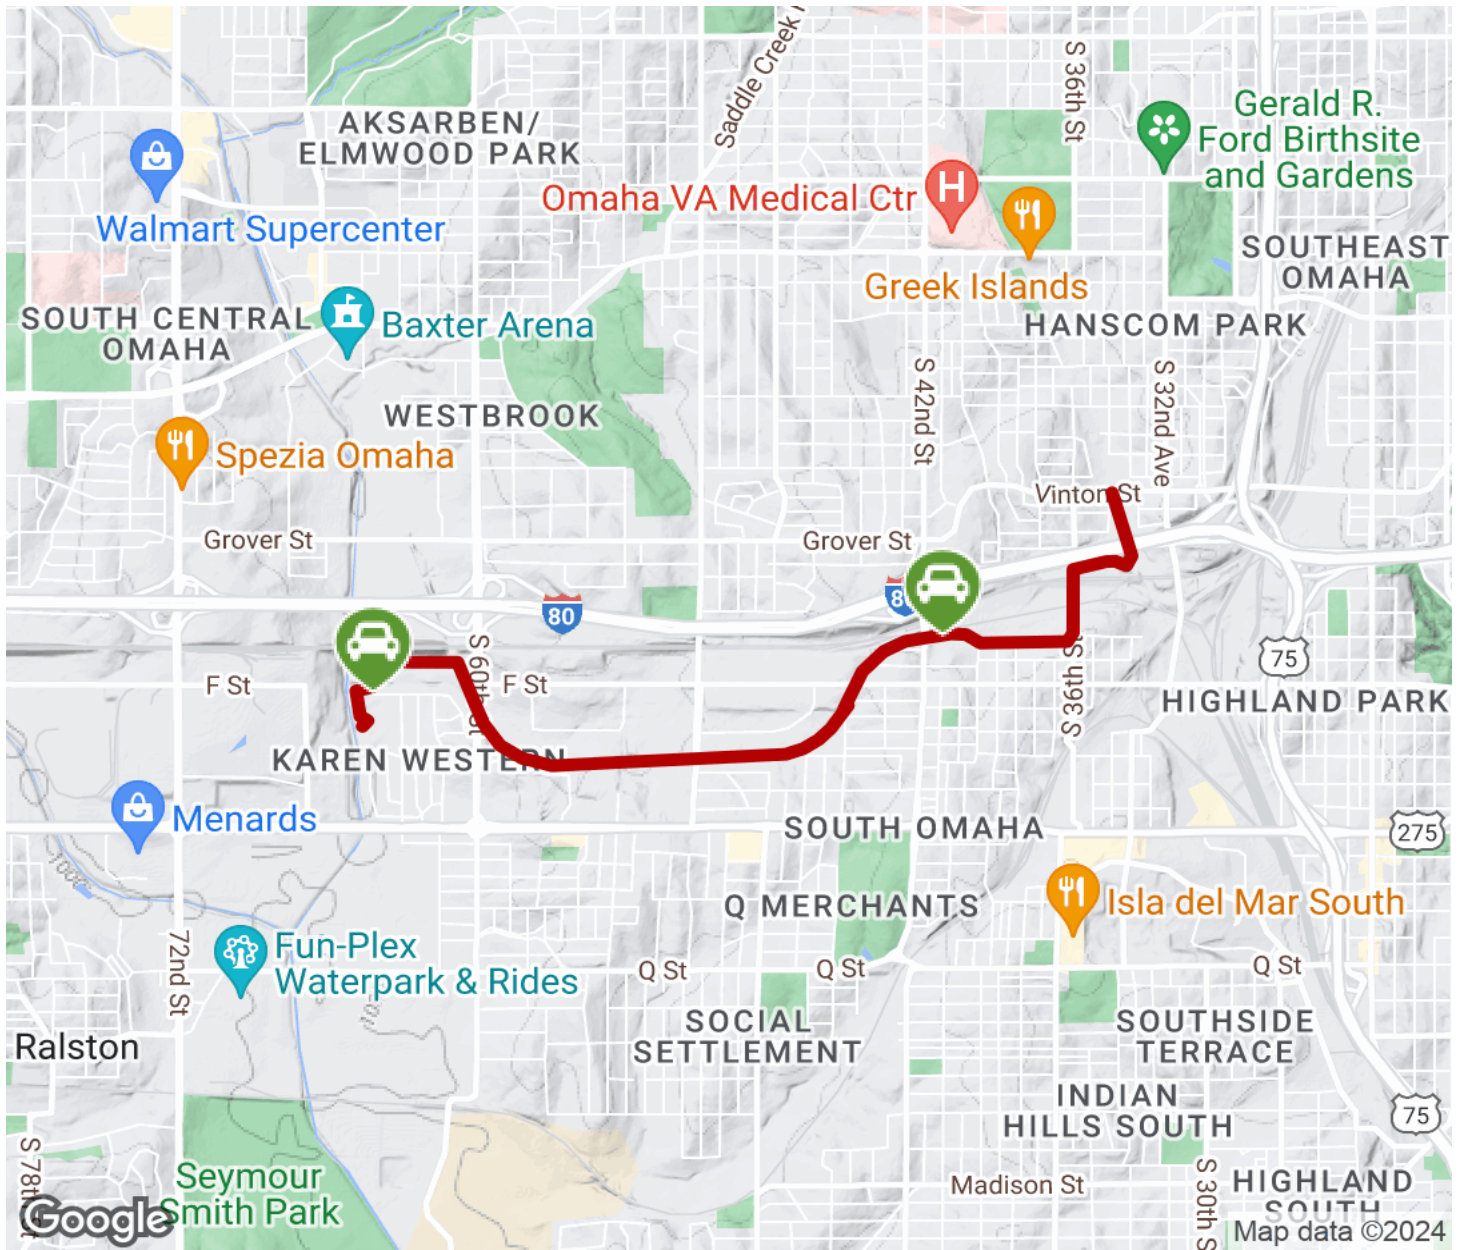 S 36th St
Saddle Creek
Gerald R.
Ford Birthsite
and Gardens
AKSARBEN/
ELMWOOD PARK
H
Omaha VA Medical Ctr
Walmart Supercenter
Greek Islands
SOUTHEAST
OMAHA
SOUTH CENTRAL
OMAHA
Baxter Arena
HANSCOM PARK
S 42nd St
S 32nd Ave
WESTBROOK
Spezia Omaha
Vinton St
Grover St
Grover St
80
80
S 60th St
F St
F St
S 36th St
75
HIGHLAND PARK
KAREN WESTERN
Menards
SOUTH OMAHA
275
1000
Q MERCHANTS
Isla del Mar South
72nd St
Fun-Plex
Waterpark & Rides
Q St
Q St
Q St
SOCIAL
SETTLEMENT
SOUTHSIDE
TERRACE
Ralston
INDIAN
HILLS SOUTH
75
S 78th St
Seymour
Smith Park
Madison St
S 30th S
HIGHLAND
SOUTH
Google
Map data ©2024